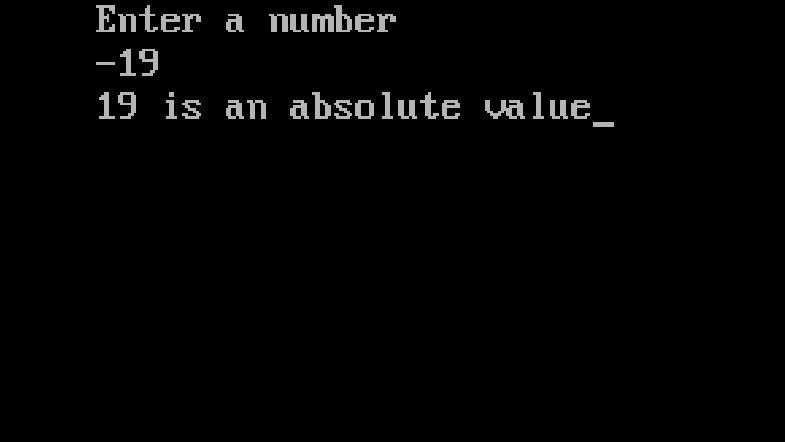 Enter a number
-19
19 is an absolute value_